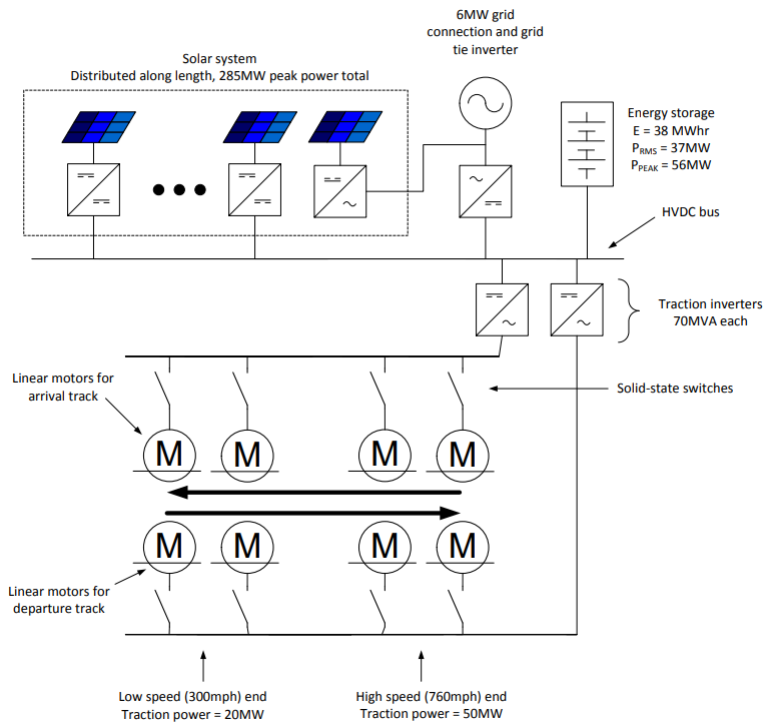 6MW grid
connection and grid
tie inverter
Solar system
Distributed along length, 285MW peak power total
Energy storage
E = 38 MWhr
PRMS = 37MW
PPEAK = 56MW
HVDC bus
Traction inverters
70MVA each
Linear motors for
arrival track
Solid-state switches
M M M M
M M M M
Linear motors for
departure track
Low speed (300mph) end
Traction power = 20MW
High speed (760mph) end
Traction power = 50MW